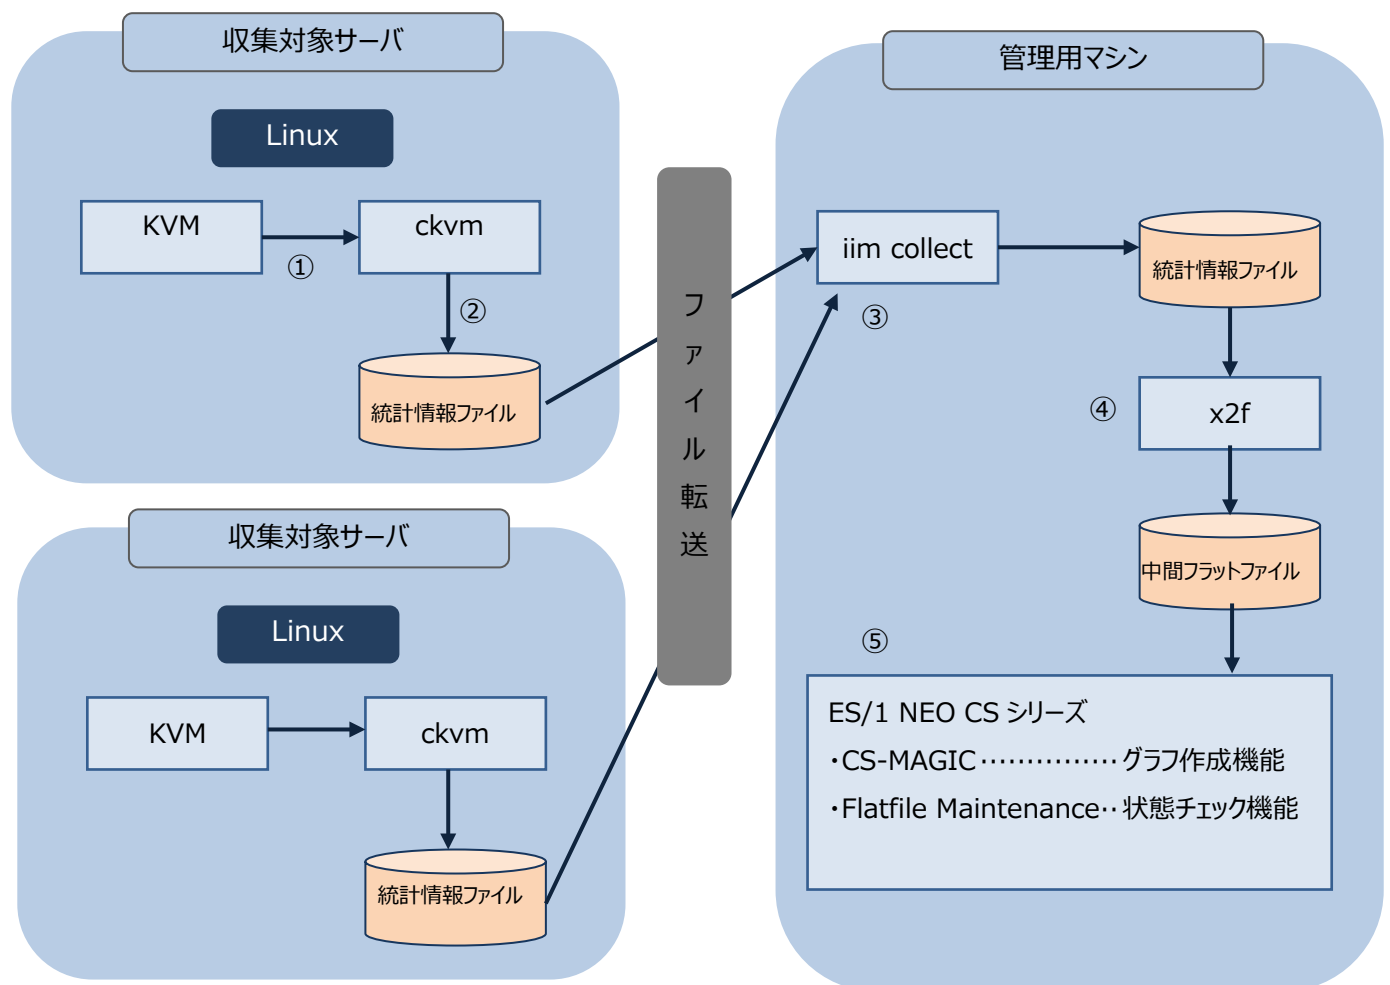 収集対象サーバ
Linux
KVM
ckvm
①
②
統計情報ファイル
収集対象サーバ
Linux
KVM
ckvm
統計情報ファイル
ファイル転送
管理用マシン
iim collect
統計情報ファイル
③
④
x2f
中間フラットファイル
⑤
ES/1 NEO CS シリーズ
・CS-MAGIC ･･･････････････ グラフ作成機能
・Flatfile Maintenance･･ 状態チェック機能